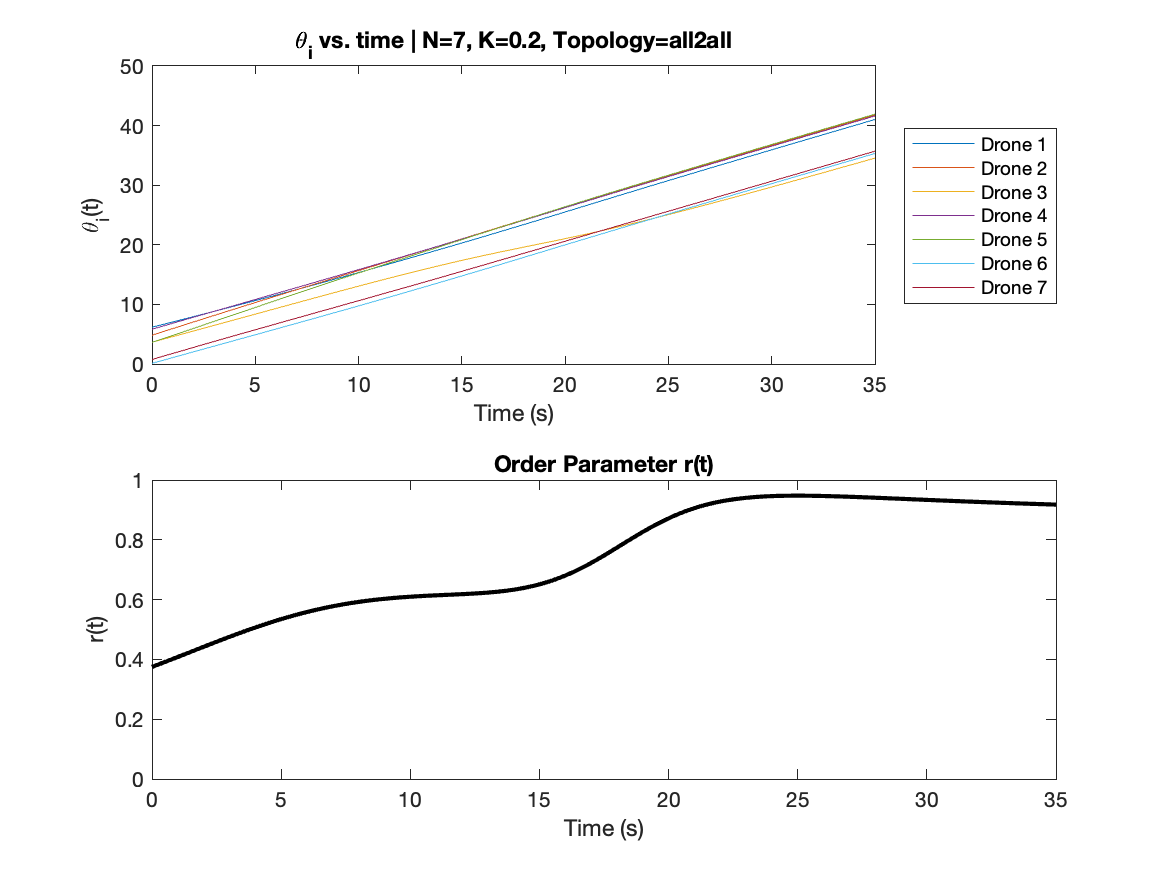 θi vs. time | N=7, K=0.2, Topology=all2all
50
40
30
20
10
0
θi(t)
0 5 10 15 20 25 30 35
Time (s)
Drone 1
Drone 2
Drone 3
Drone 4
Drone 5
Drone 6
Drone 7
Order Parameter r(t)
1
0.8
0.6
0.4
0.2
0
r(t)
0 5 10 15 20 25 30 35
Time (s)